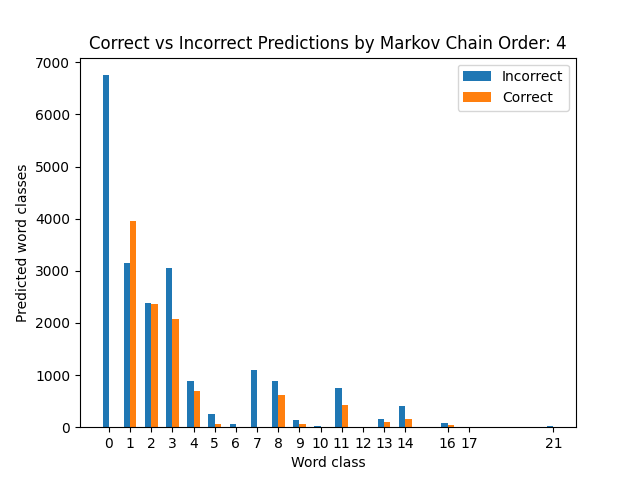 Correct vs Incorrect Predictions by Markov Chain Order: 4
Incorrect
Correct
Predicted word classes
7000
6000
5000
4000
3000
2000
1000
0
0 1 2 3 4 5 6 7 8 9 10 11 12 13 14 16 17 21
Word class